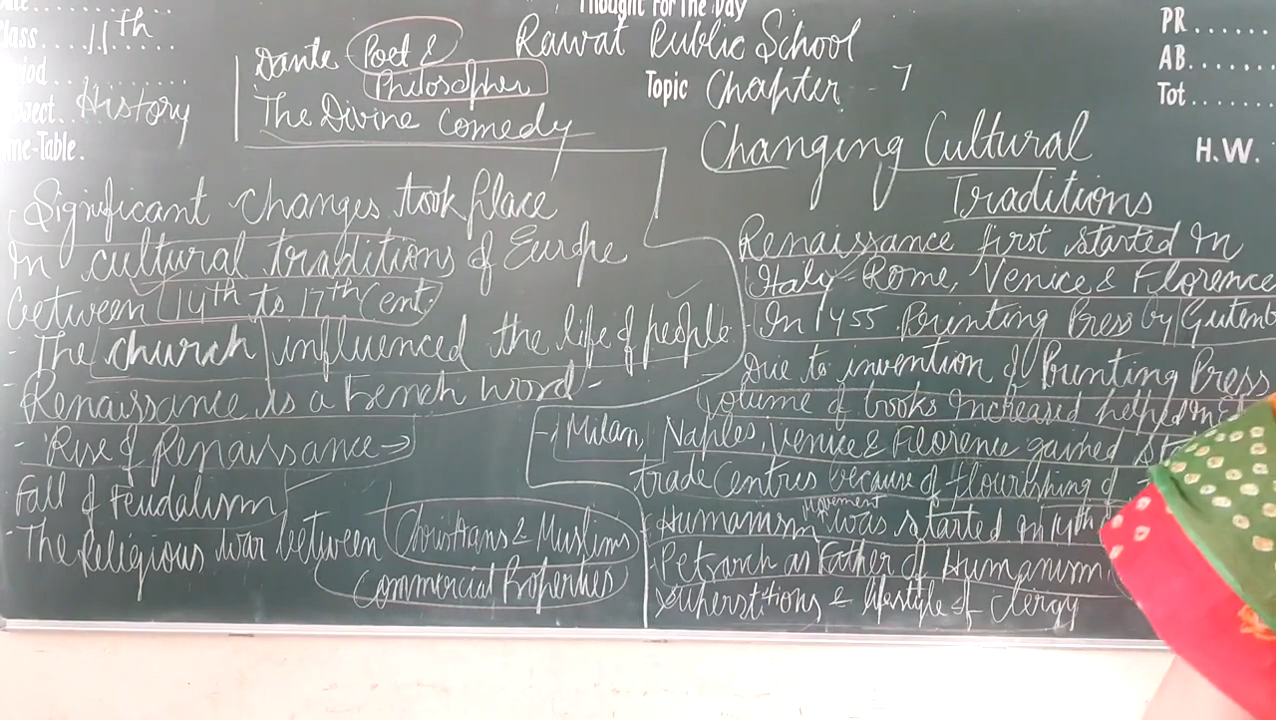 Thought For The Day
Class....11th......
Rawat Public School
Topic Chapter - 7
History
me-Table.
PR......
AB.......
Tot.......
H.W.
Dante Poet &
Philosopher
The Divine Comedy
Changing Cultural
Traditions
Significant changes took place
In cultural traditions of Europe
between 14th to 17th Cent.
- The church influenced the life of people
- Renaissance is a French word -
- Rise of Renaissance →
Fall of Feudalism
- The Religious war between Christians & Muslims
Commercial Properties
Renaissance first started In
Italy - Rome, Venice & Florence
- In 1455 Printing Press by Gutenb
- Due to invention of Printing Press
volume of books Increased helped In
- Milan, Naples, Venice & Florence gained
trade Centres because of flourishing of
- Humanism movement was started In 14th
- Petrarch as Father of Humanism
Superstitions & lifestyle of clergy